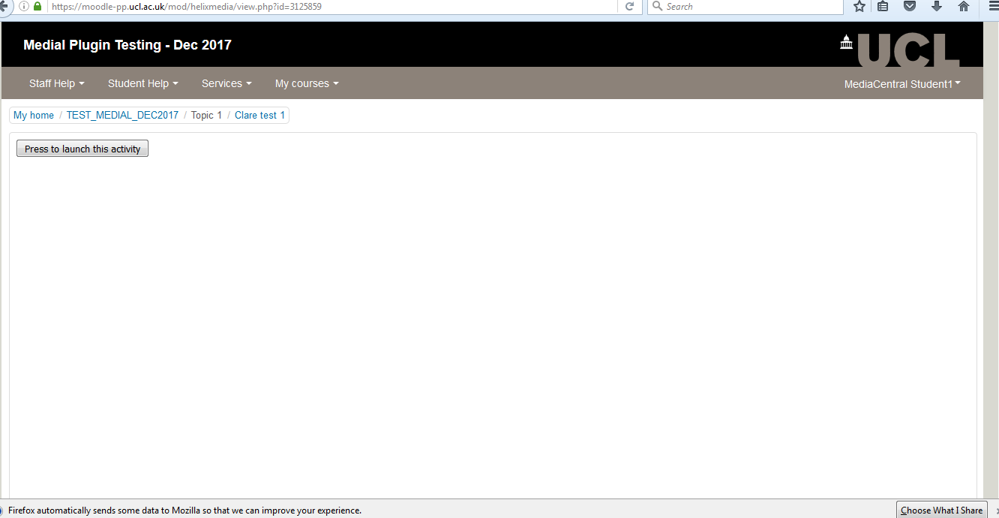 https://moodle-pp.ucl.ac.uk/mod/helixmedia/view.php?id=3125859
Search
Medial Plugin Testing - Dec 2017
UCL
Staff Help
Student Help
Services
My courses
MediaCentral Student1
My home / TEST_MEDIAL_DEC2017 / Topic 1 / Clare test 1
Press to launch this activity
Firefox automatically sends some data to Mozilla so that we can improve your experience.
Choose What I Share